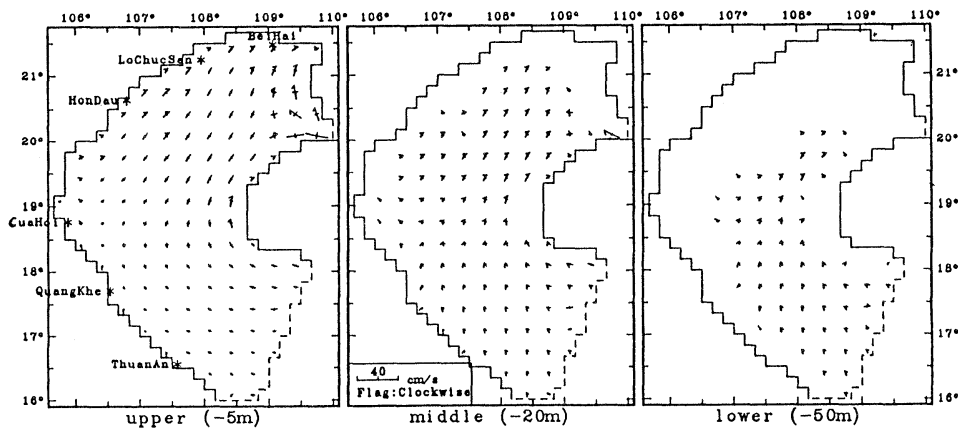 106° 107° 108° 109° 110° 106° 107° 108° 109° 110° 106° 107° 108° 109° 110°
BeiHai
LoChucSan
21° 21°
HonDau
20° 20°
19° 19°
CuaHoi
18° 18°
QuangKhe
17° 17°
ThuanAn
40 cm/s
Flag:Clockwise
16° 16°
upper (-5m) middle (-20m) lower (-50m)